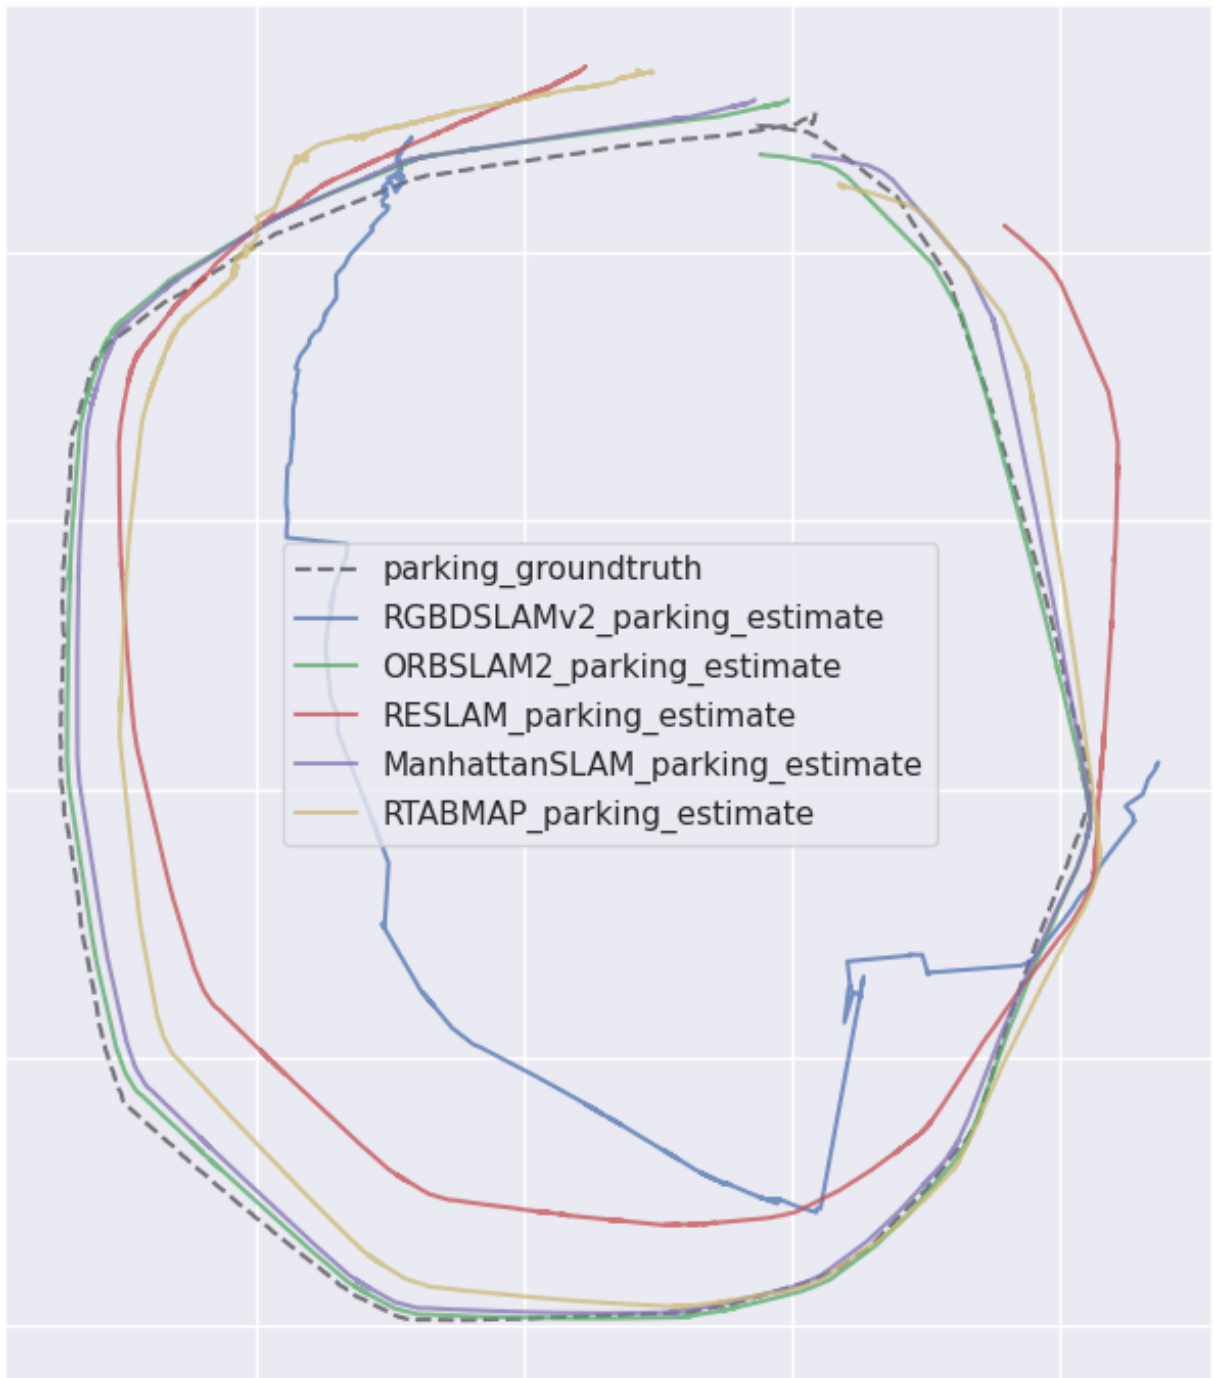 parking_groundtruth
RGBDSLAMv2_parking_estimate
ORBSLAM2_parking_estimate
RESLAM_parking_estimate
ManhattanSLAM_parking_estimate
RTABMAP_parking_estimate